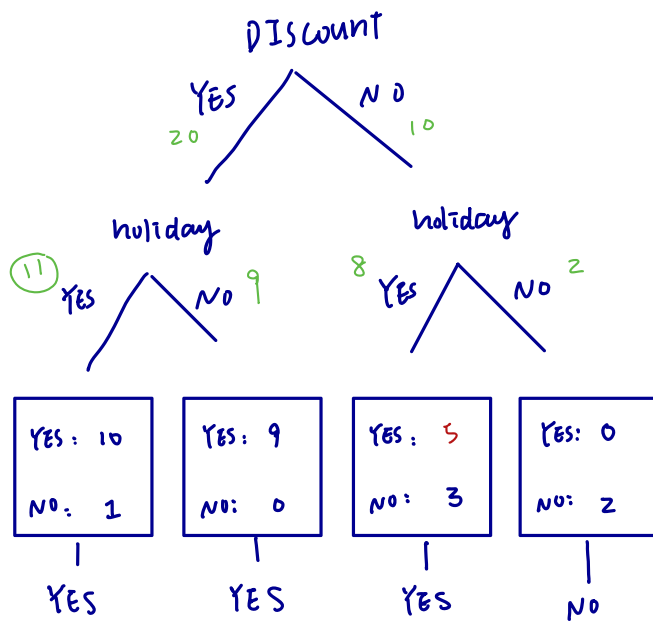 DIscount
YES NO
20 10
holiday holiday
11 YES NO 9 8 YES NO 2
YES: 10 YES: 9 YES: 5 YES: 0
NO: 1 NO: 0 NO: 3 NO: 2
YES YES YES NO